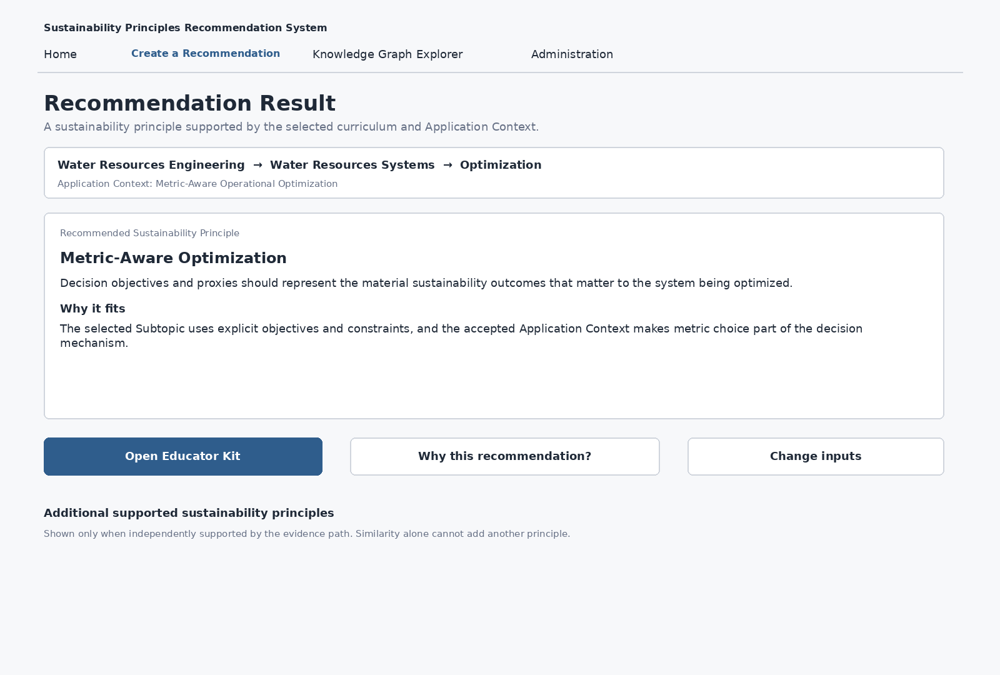 Sustainability Principles Recommendation System
Home Create a Recommendation Knowledge Graph Explorer Administration
Recommendation Result
A sustainability principle supported by the selected curriculum and Application Context.
Water Resources Engineering → Water Resources Systems → Optimization
Application Context: Metric-Aware Operational Optimization
Recommended Sustainability Principle
Metric-Aware Optimization
Decision objectives and proxies should represent the material sustainability outcomes that matter to the system being optimized.
Why it fits
The selected Subtopic uses explicit objectives and constraints, and the accepted Application Context makes metric choice part of the decision
mechanism.
Open Educator Kit Why this recommendation? Change inputs
Additional supported sustainability principles
Shown only when independently supported by the evidence path. Similarity alone cannot add another principle.